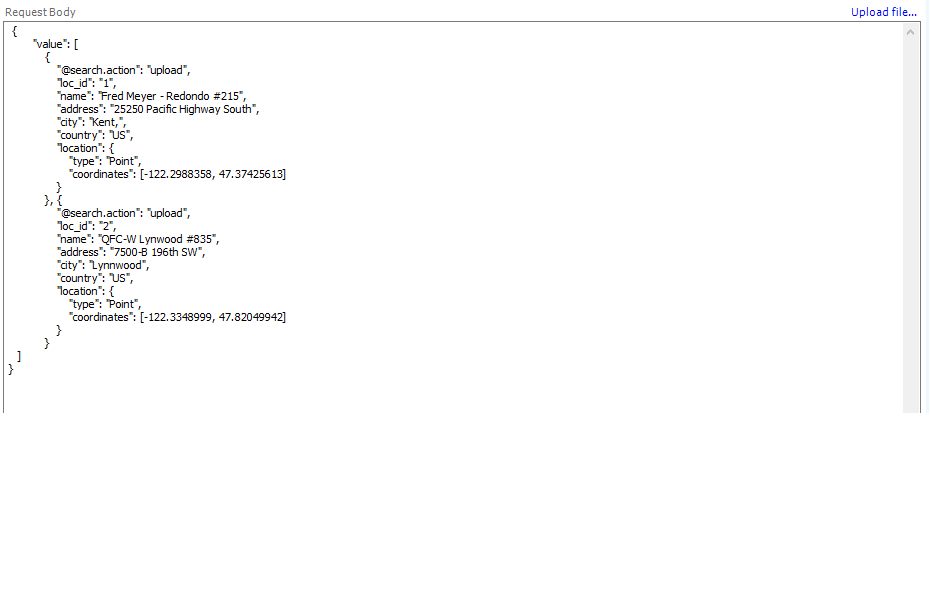 Request Body
Upload file...
{
"value": [
{
"@search.action": "upload",
"loc_id": "1",
"name": "Fred Meyer - Redondo #215",
"address": "25250 Pacific Highway South",
"city": "Kent,",
"country": "US",
"location": {
"type": "Point",
"coordinates": [-122.2988358, 47.37425613]
}
}, {
"@search.action": "upload",
"loc_id": "2",
"name": "QFC-W Lynwood #835",
"address": "7500-B 196th SW",
"city": "Lynnwood",
"country": "US",
"location": {
"type": "Point",
"coordinates": [-122.3348999, 47.82049942]
}
}
]
}